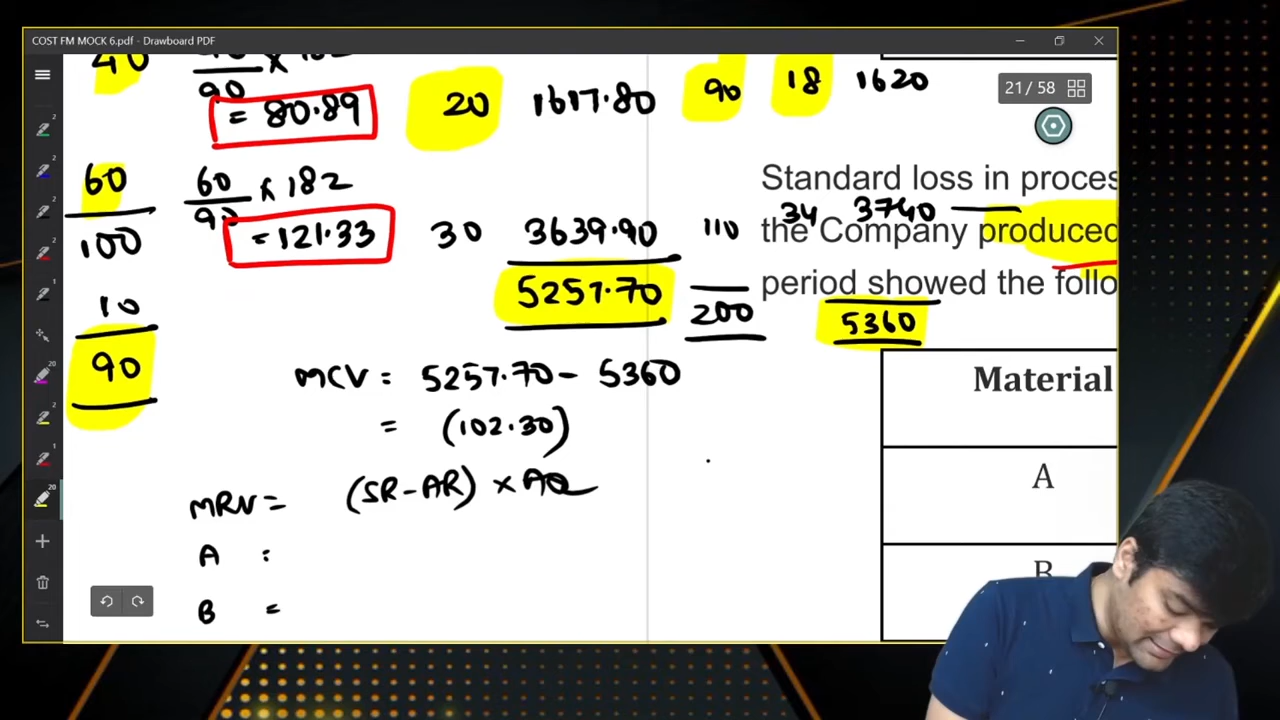 COST FM MOCK 6.pdf - Drawboard PDF
21 / 58
40
90 × 182
= 80.89 20 1617.80 90 18 1620
60 60/90 × 182
= 121.33 30 3639.90 110 34 3740
100
5257.70 200 5360
10
90
MCV = 5257.70 - 5360
= (102.30)
MRV = (SR - AR) × AQ
A =
B =
Standard loss in
the Company produced
period showed the
Material
A
B